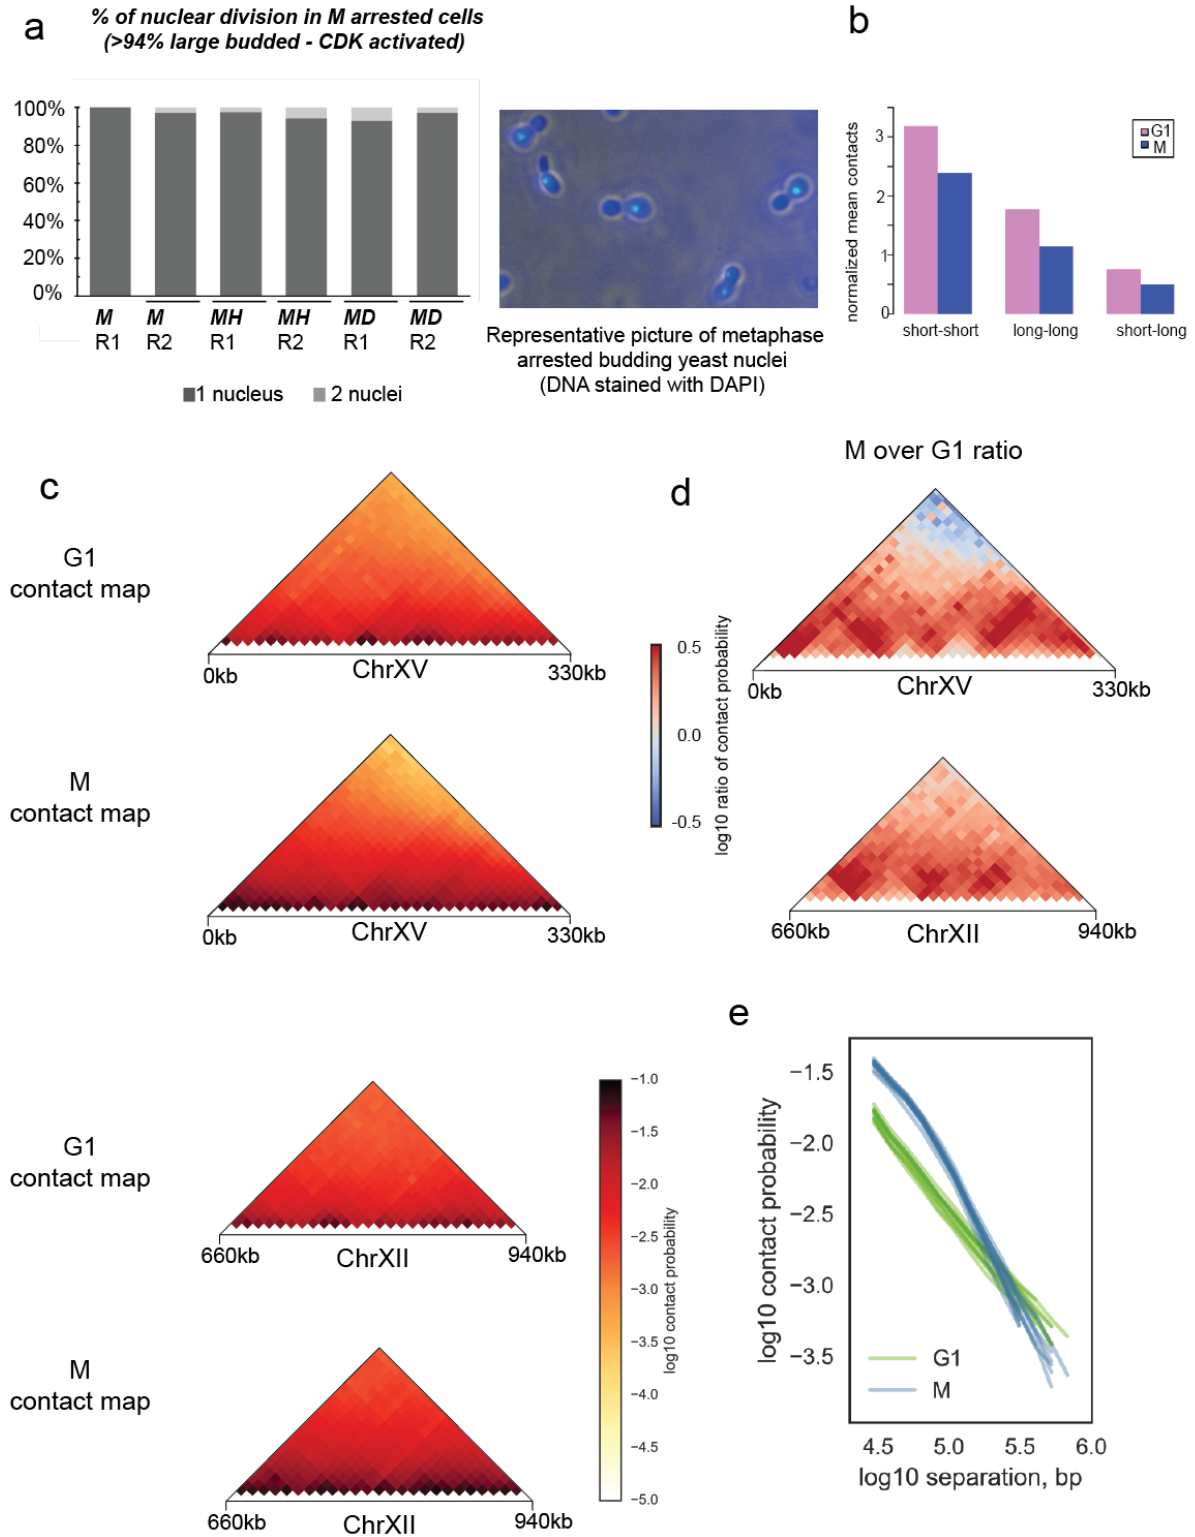 a
% of nuclear division in M arrested cells
(>94% large budded - CDK activated)
100%
80%
60%
40%
20%
0%
M M MH MH MD MD
R1 R2 R1 R2 R1 R2
1 nucleus 2 nuclei
Representative picture of metaphase
arrested budding yeast nuclei
(DNA stained with DAPI)
b
normalized mean contacts
3
2
1
0
G1
M
short-short long-long short-long
c
G1
contact map
0kb ChrXV 330kb
M
contact map
0kb ChrXV 330kb
G1
contact map
660kb ChrXII 940kb
M
contact map
660kb ChrXII 940kb
−1.0
−1.5
−2.0
−2.5
−3.0
−3.5
−4.0
−4.5
−5.0
log10 contact probability
d
M over G1 ratio
0.5
0.0
-0.5
log10 ratio of contact probability
0kb ChrXV 330kb
660kb ChrXII 940kb
e
log10 contact probability
−1.5
−2.0
−2.5
−3.0
−3.5
G1
M
4.5 5.0 5.5 6.0
log10 separation, bp